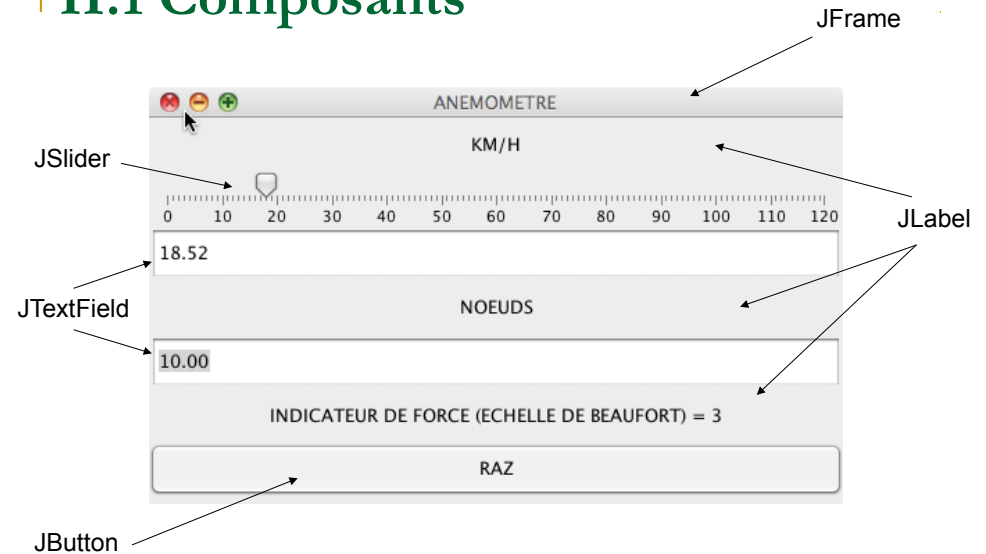 II.1 Composants
JFrame
ANEMOMETRE
KM/H
JSlider
0 10 20 30 40 50 60 70 80 90 100 110 120
JLabel
18.52
JTextField
NOEUDS
10.00
INDICATEUR DE FORCE (ECHELLE DE BEAUFORT) = 3
RAZ
JButton